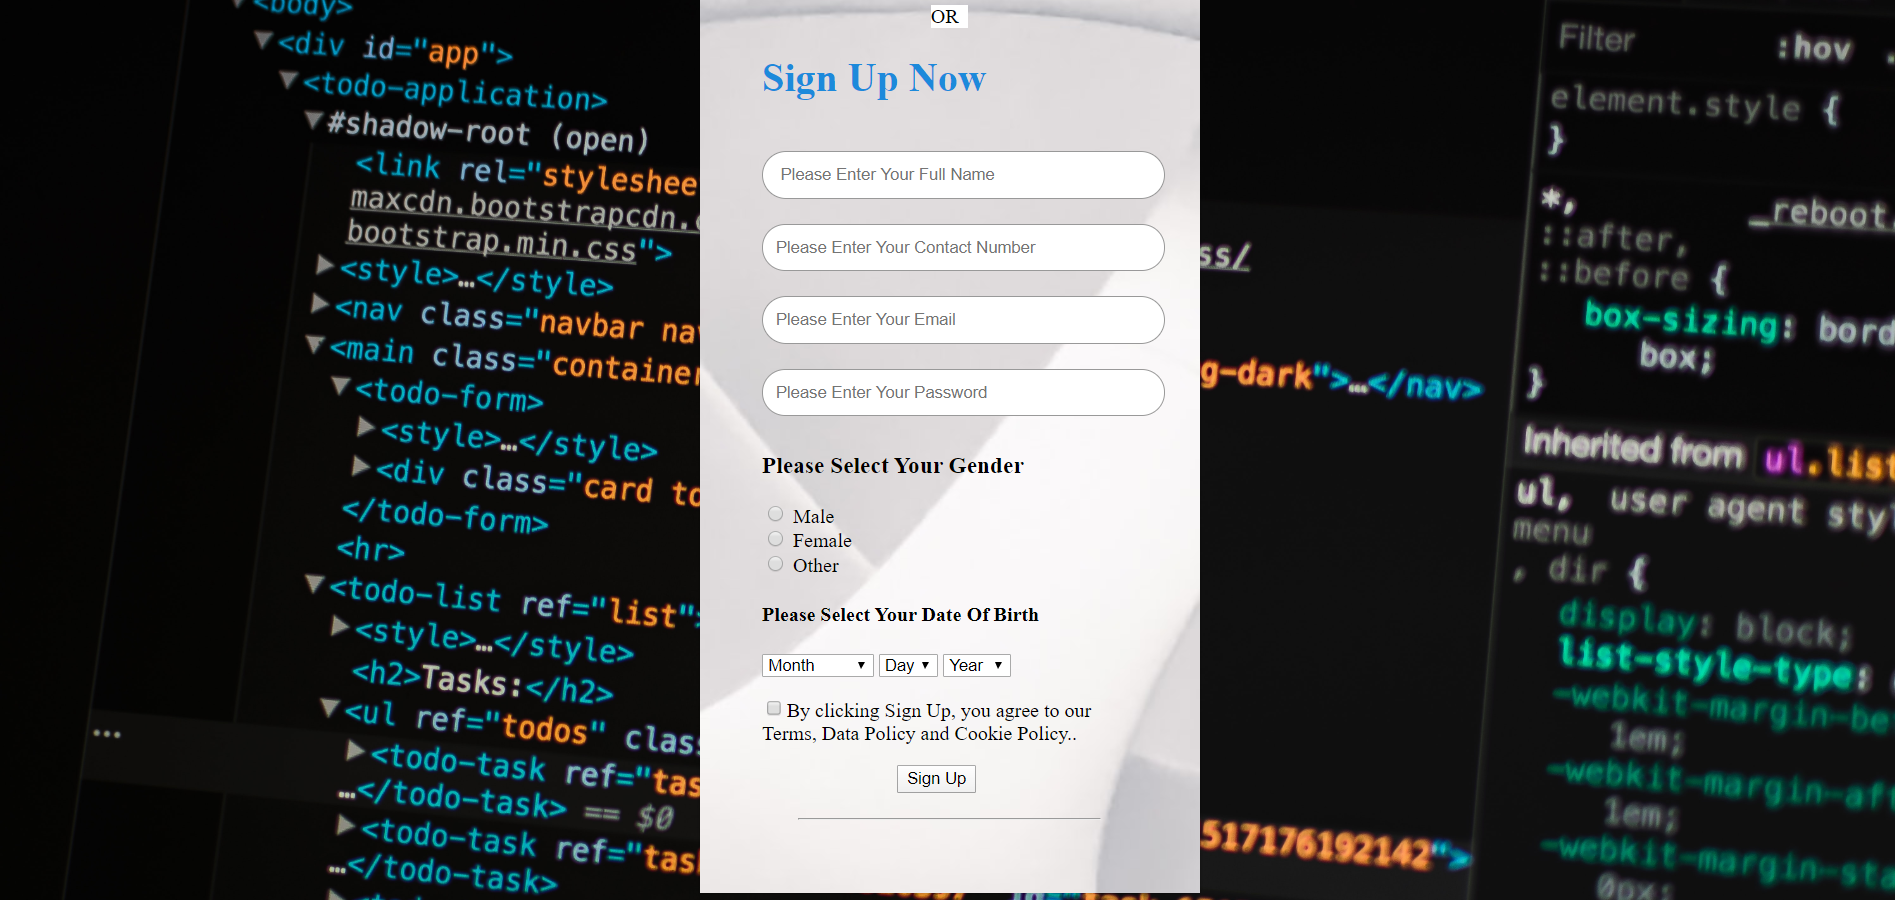 OR
Sign Up Now
Please Enter Your Full Name
Please Enter Your Contact Number
Please Enter Your Email
Please Enter Your Password
Please Select Your Gender
Male
Female
Other
Please Select Your Date Of Birth
Month Day Year
By clicking Sign Up, you agree to our
Terms, Data Policy and Cookie Policy..
Sign Up
<body>
<div id="app">
<todo-application>
#shadow-root (open)
<link rel="styleshee
maxcdn.bootstrapcdn.
bootstrap.min.css">
<style>…</style>
<nav class="navbar na
<main class="container
<todo-form>
<style>…</style>
<div class="card to
</todo-form>
<hr>
<todo-list ref="list">
<style>…</style>
<h2>Tasks:</h2>
<ul ref="todos" clas
<todo-task ref="tas
…</todo-task> == $0
<todo-task ref="tas
…</todo-task>
ss/
g-dark">…</nav>
517176192142">
Filter :hov .
element.style {
}
*, _reboot.
::after,
::before {
box-sizing: bord
box;
}
Inherited from ul.list
ul, user agent sty
menu
, dir {
display: block;
list-style-type:
-webkit-margin-be
1em;
-webkit-margin-aft
1em;
-webkit-margin-sta
0px;